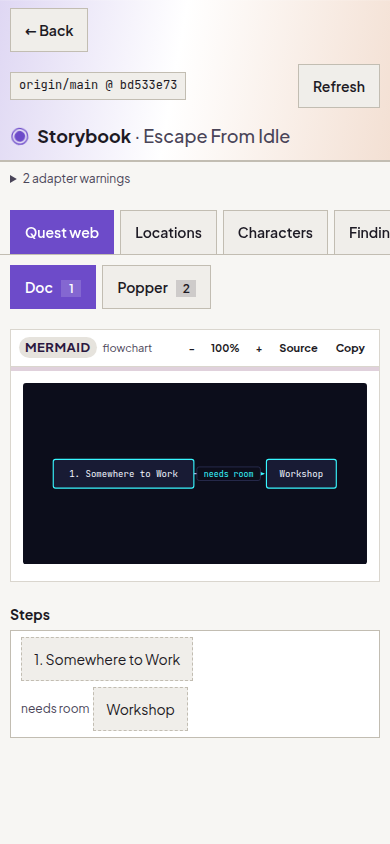 ← Back
origin/main @ bd533e73
Refresh
Storybook · Escape From Idle
▶ 2 adapter warnings
Quest web
Locations
Characters
Findin
Doc 1
Popper 2
MERMAID flowchart
– 100% + Source Copy
1. Somewhere to Work
needs room
Workshop
Steps
1. Somewhere to Work
needs room Workshop